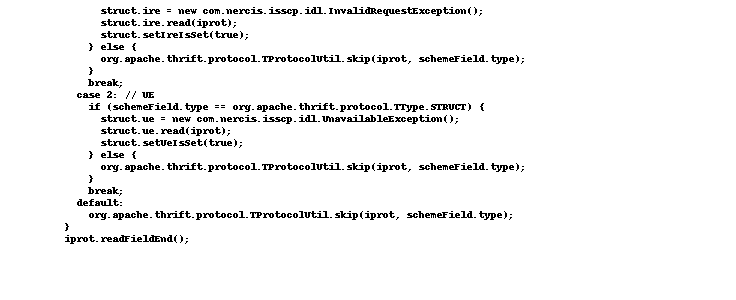 struct.ire = new com.nercis.isscp.idl.InvalidRequestException();
struct.ire.read(iprot);
struct.setIreIsSet(true);
} else {
org.apache.thrift.protocol.TProtocolUtil.skip(iprot, schemeField.type);
}
break;
case 2: // UE
if (schemeField.type == org.apache.thrift.protocol.TType.STRUCT) {
struct.ue = new com.nercis.isscp.idl.UnavailableException();
struct.ue.read(iprot);
struct.setUeIsSet(true);
} else {
org.apache.thrift.protocol.TProtocolUtil.skip(iprot, schemeField.type);
}
break;
default:
org.apache.thrift.protocol.TProtocolUtil.skip(iprot, schemeField.type);
}
iprot.readFieldEnd();